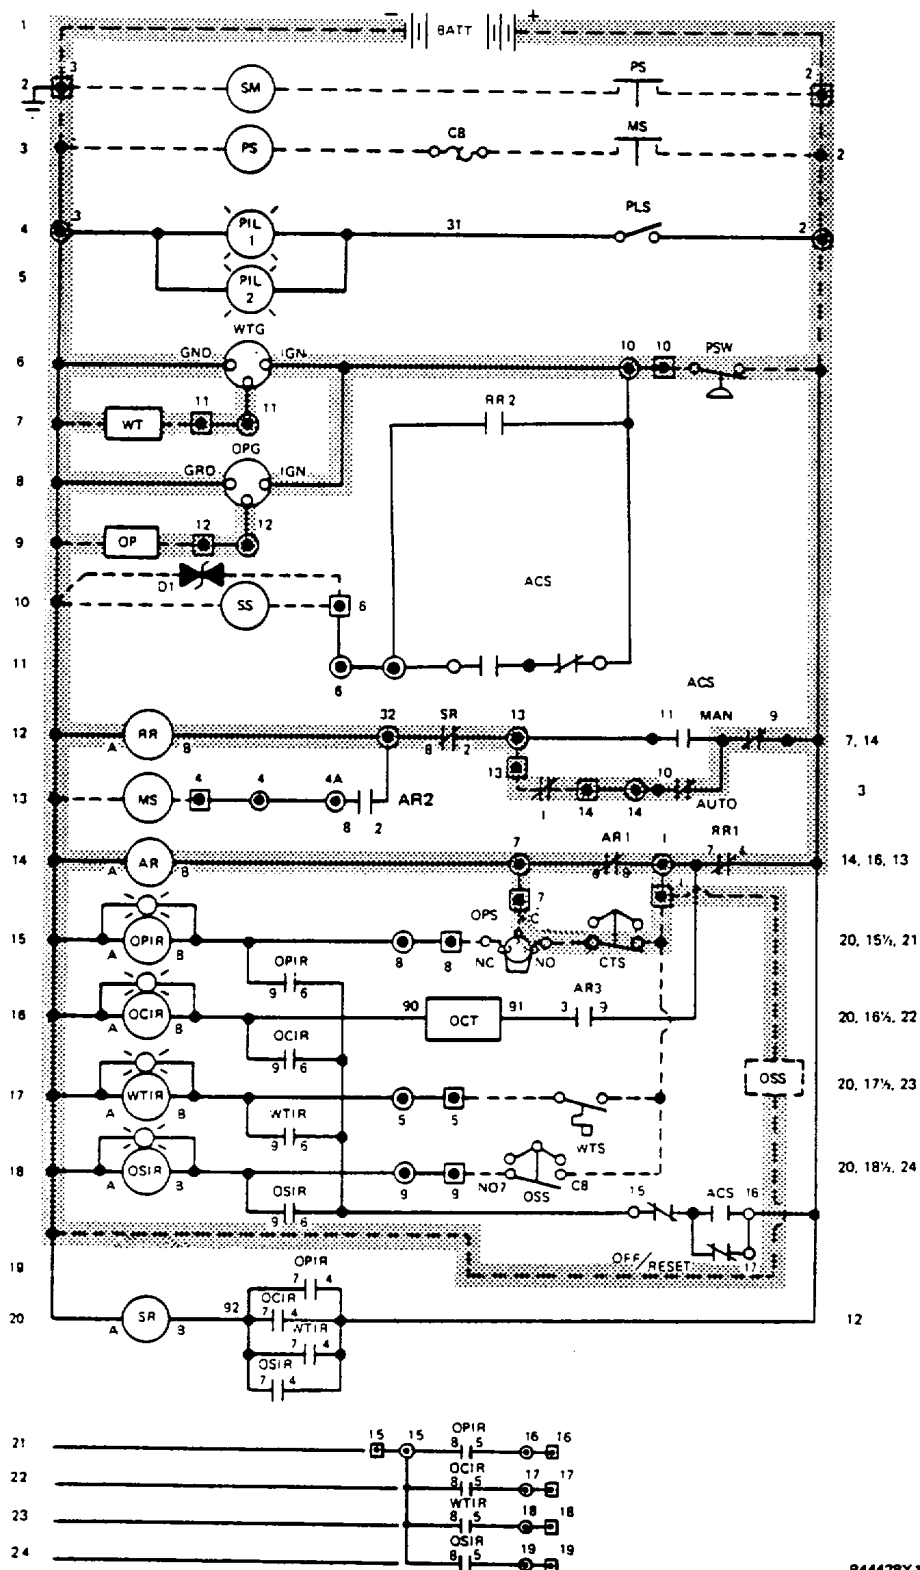 1 − BATT +
2 3 SM PS 2
3 PS CB MS 2
4 3 PIL 1 31 PLS 2
5 PIL 2
WTG
6 GND IGN 10 10 PSW
7 WT 11 11 RR2
OPG
8 GRD IGN
9 OP 12 12
D1 ACS
10 SS 6
11 6
ACS
12 A RR B 32 SR 8 2 13 11 MAN 9 7, 14
13 MS 4 4 4A 8 2 AR2 13 1 14 14 10 AUTO 3
14 A AR B 7 AR1 8 9 1 RR1 7 4 14, 16, 13
7 C 1
OPS
15 A OPIR B 8 8 NC NO CTS 20, 15½, 21
OPIR 9 6
AR3
16 A OCIR B 90 OCT 91 3 9 20, 16½, 22
OCIR 9 6
OSS
17 A WTIR B 5 5 WTS 20, 17½, 23
WTIR 9 6
18 A OSIR B 9 9 NO7 OSS C8 20, 18½, 24
OSIR 9 6
15 ACS 16
OFF/RESET 17
19 OPIR 7 4
OCIR
20 A SR B 92 7 4 12
WTIR 7 4
OSIR 7 4
21 15 15 OPIR 8 5 16 16
22 OCIR 8 5 17 17
23 WTIR 8 5 18 18
24 OSIR 8 5 19 19